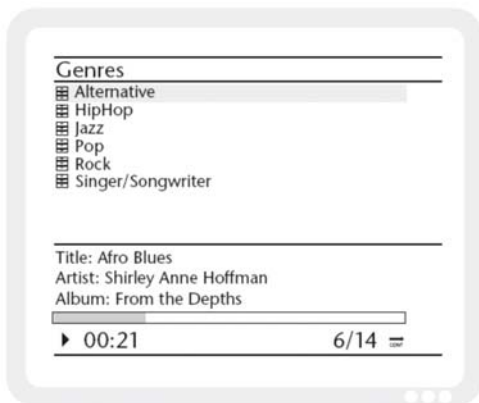 Genres
Alternative
HipHop
Jazz
Pop
Rock
Singer/Songwriter
Title: Afro Blues
Artist: Shirley Anne Hoffman
Album: From the Depths
00:21 6/14 CONT